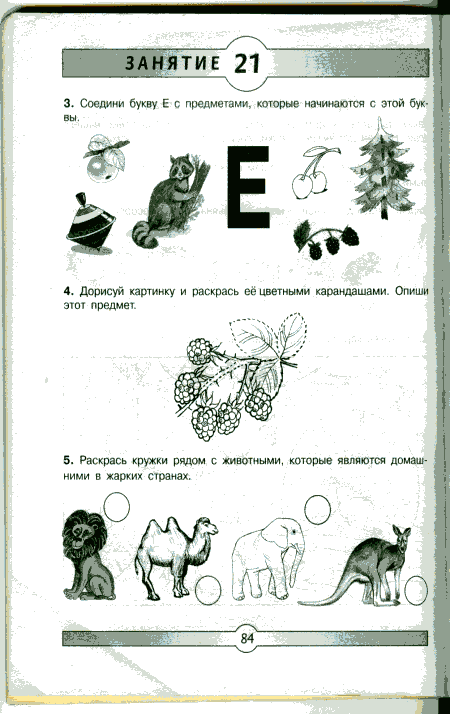 ЗАНЯТИЕ 21
3. Соедини букву Е с предметами, которые начинаются с этой бук-
вы.
Е
4. Дорисуй картинку и раскрась её цветными карандашами. Опиши
этот предмет.
5. Раскрась кружки рядом с животными, которые являются домаш-
ними в жарких странах.
84